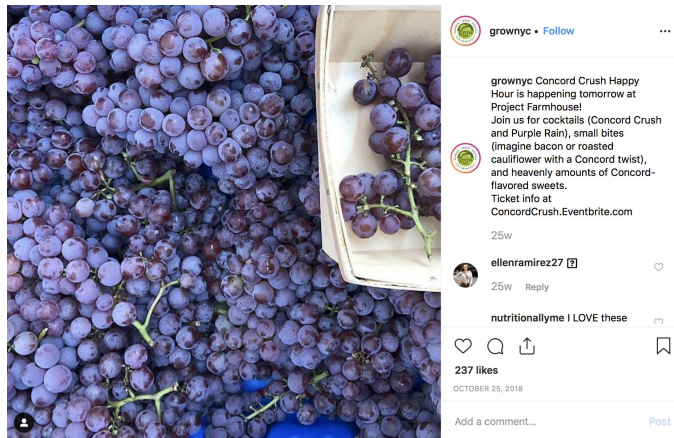 grownyc • Follow
grownyc Concord Crush Happy
Hour is happening tomorrow at
Project Farmhouse!
Join us for cocktails (Concord Crush
and Purple Rain), small bites
(imagine bacon or roasted
cauliflower with a Concord twist),
and heavenly amounts of Concord-
flavored sweets.
Ticket info at
ConcordCrush.Eventbrite.com
25w
ellenramirez27 ?
25w Reply
nutritionallyme I LOVE these
237 likes
OCTOBER 25, 2018
Add a comment... Post